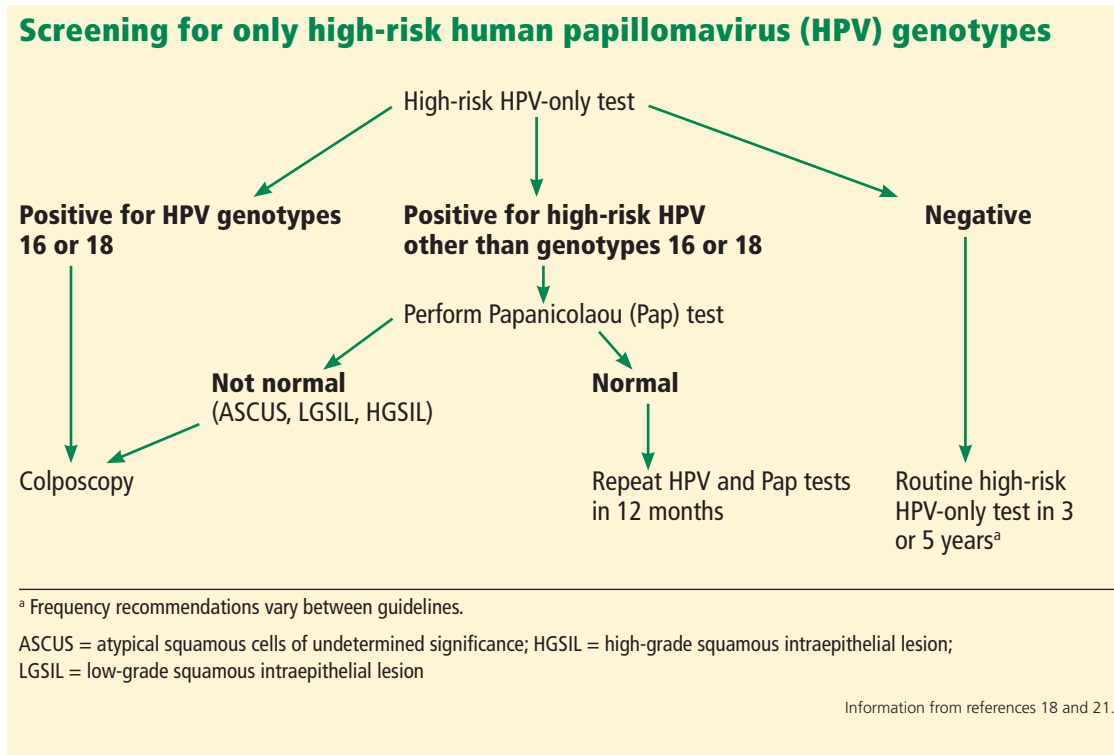 Screening for only high-risk human papillomavirus (HPV) genotypes
High-risk HPV-only test
Positive for HPV genotypes
16 or 18
Positive for high-risk HPV
other than genotypes 16 or 18
Negative
Perform Papanicolaou (Pap) test
Not normal
(ASCUS, LGSIL, HGSIL)
Normal
Colposcopy
Repeat HPV and Pap tests
in 12 months
Routine high-risk
HPV-only test in 3
or 5 yearsᵃ
ᵃ Frequency recommendations vary between guidelines.
ASCUS = atypical squamous cells of undetermined significance; HGSIL = high-grade squamous intraepithelial lesion;
LGSIL = low-grade squamous intraepithelial lesion
Information from references 18 and 21.